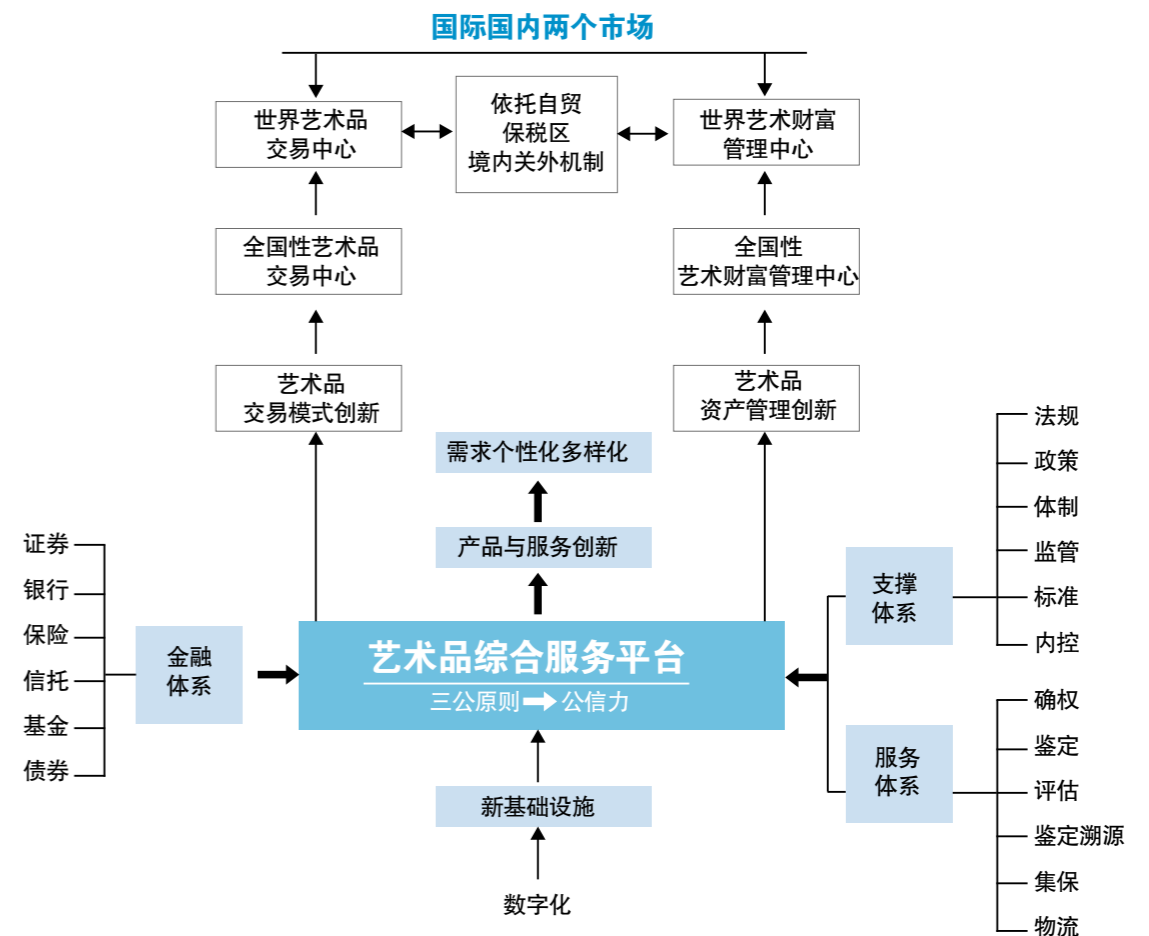 国际国内两个市场
世界艺术品
交易中心
依托自贸
保税区
境内关外机制
世界艺术财富
管理中心
全国性艺术品
交易中心
全国性
艺术财富管理中心
艺术品
交易模式创新
艺术品
资产管理创新
需求个性化多样化
产品与服务创新
证券
银行
保险
信托
基金
债券
金融
体系
艺术品综合服务平台
三公原则
公信力
支撑
体系
法规
政策
体制
监管
标准
内控
服务
体系
确权
鉴定
评估
鉴定溯源
集保
物流
新基础设施
数字化